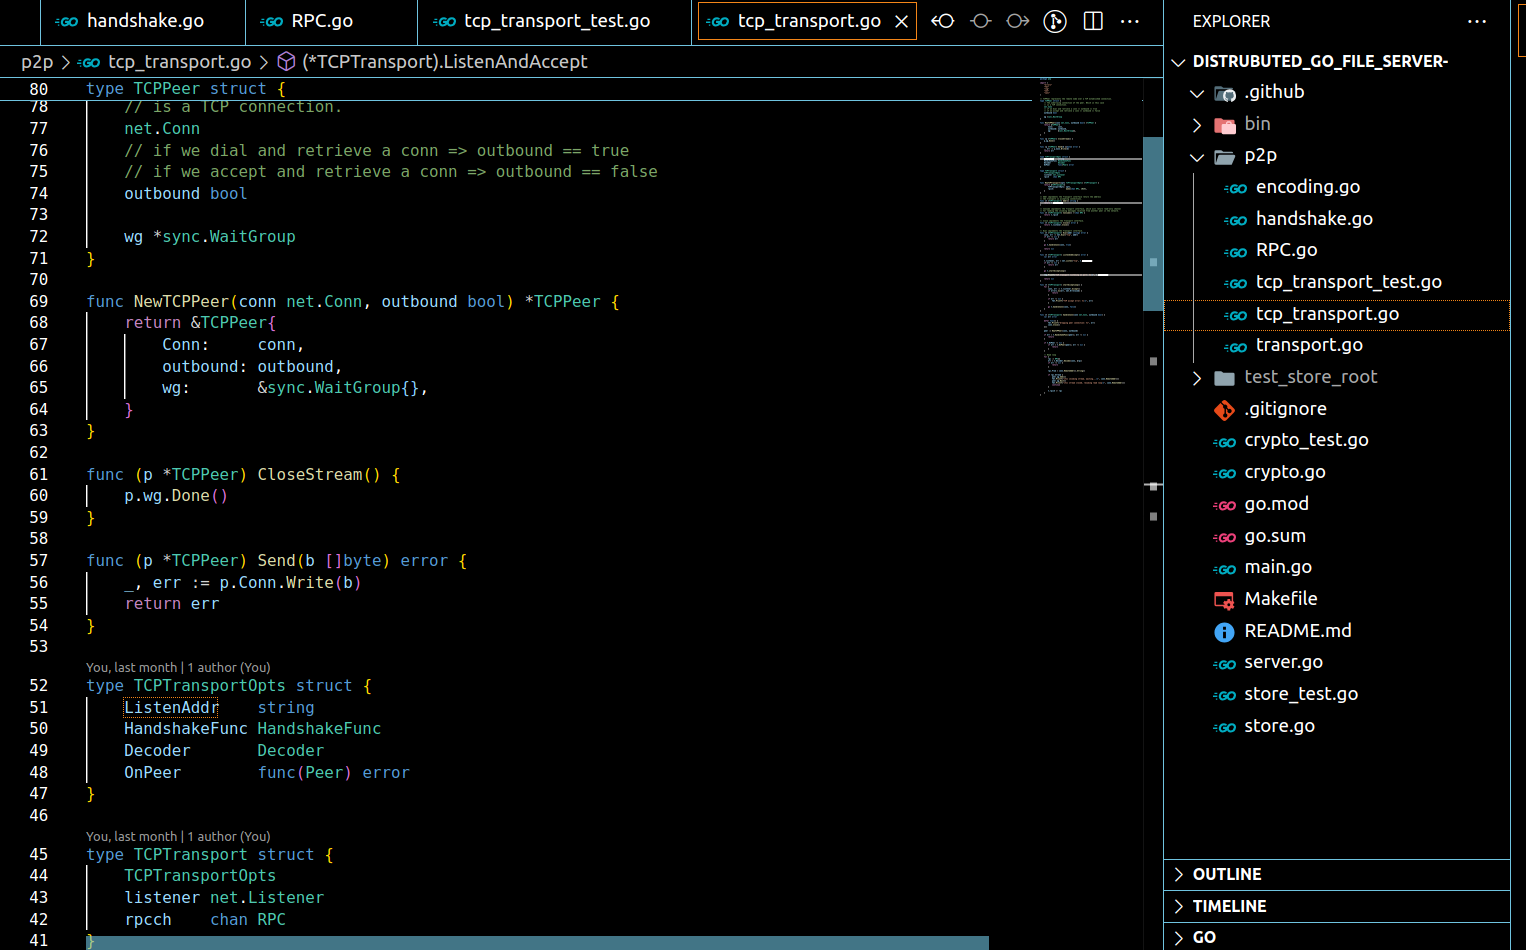 handshake.go RPC.go tcp_transport_test.go tcp_transport.go
p2p > tcp_transport.go > (*TCPTransport).ListenAndAccept
80 type TCPPeer struct {
78 // is a TCP connection.
77 net.Conn
76 // if we dial and retrieve a conn => outbound == true
75 // if we accept and retrieve a conn => outbound == false
74 outbound bool
73
72 wg *sync.WaitGroup
71 }
70
69 func NewTCPPeer(conn net.Conn, outbound bool) *TCPPeer {
68 return &TCPPeer{
67 Conn: conn,
66 outbound: outbound,
65 wg: &sync.WaitGroup{},
64 }
63 }
62
61 func (p *TCPPeer) CloseStream() {
60 p.wg.Done()
59 }
58
57 func (p *TCPPeer) Send(b []byte) error {
56 _, err := p.Conn.Write(b)
55 return err
54 }
53
You, last month | 1 author (You)
52 type TCPTransportOpts struct {
51 ListenAddr string
50 HandshakeFunc HandshakeFunc
49 Decoder Decoder
48 OnPeer func(Peer) error
47 }
46
You, last month | 1 author (You)
45 type TCPTransport struct {
44 TCPTransportOpts
43 listener net.Listener
42 rpcch chan RPC
41 }
EXPLORER
DISTRUBUTED_GO_FILE_SERVER-
.github
bin
p2p
encoding.go
handshake.go
RPC.go
tcp_transport_test.go
tcp_transport.go
transport.go
test_store_root
.gitignore
crypto_test.go
crypto.go
go.mod
go.sum
main.go
Makefile
README.md
server.go
store_test.go
store.go
OUTLINE
TIMELINE
GO